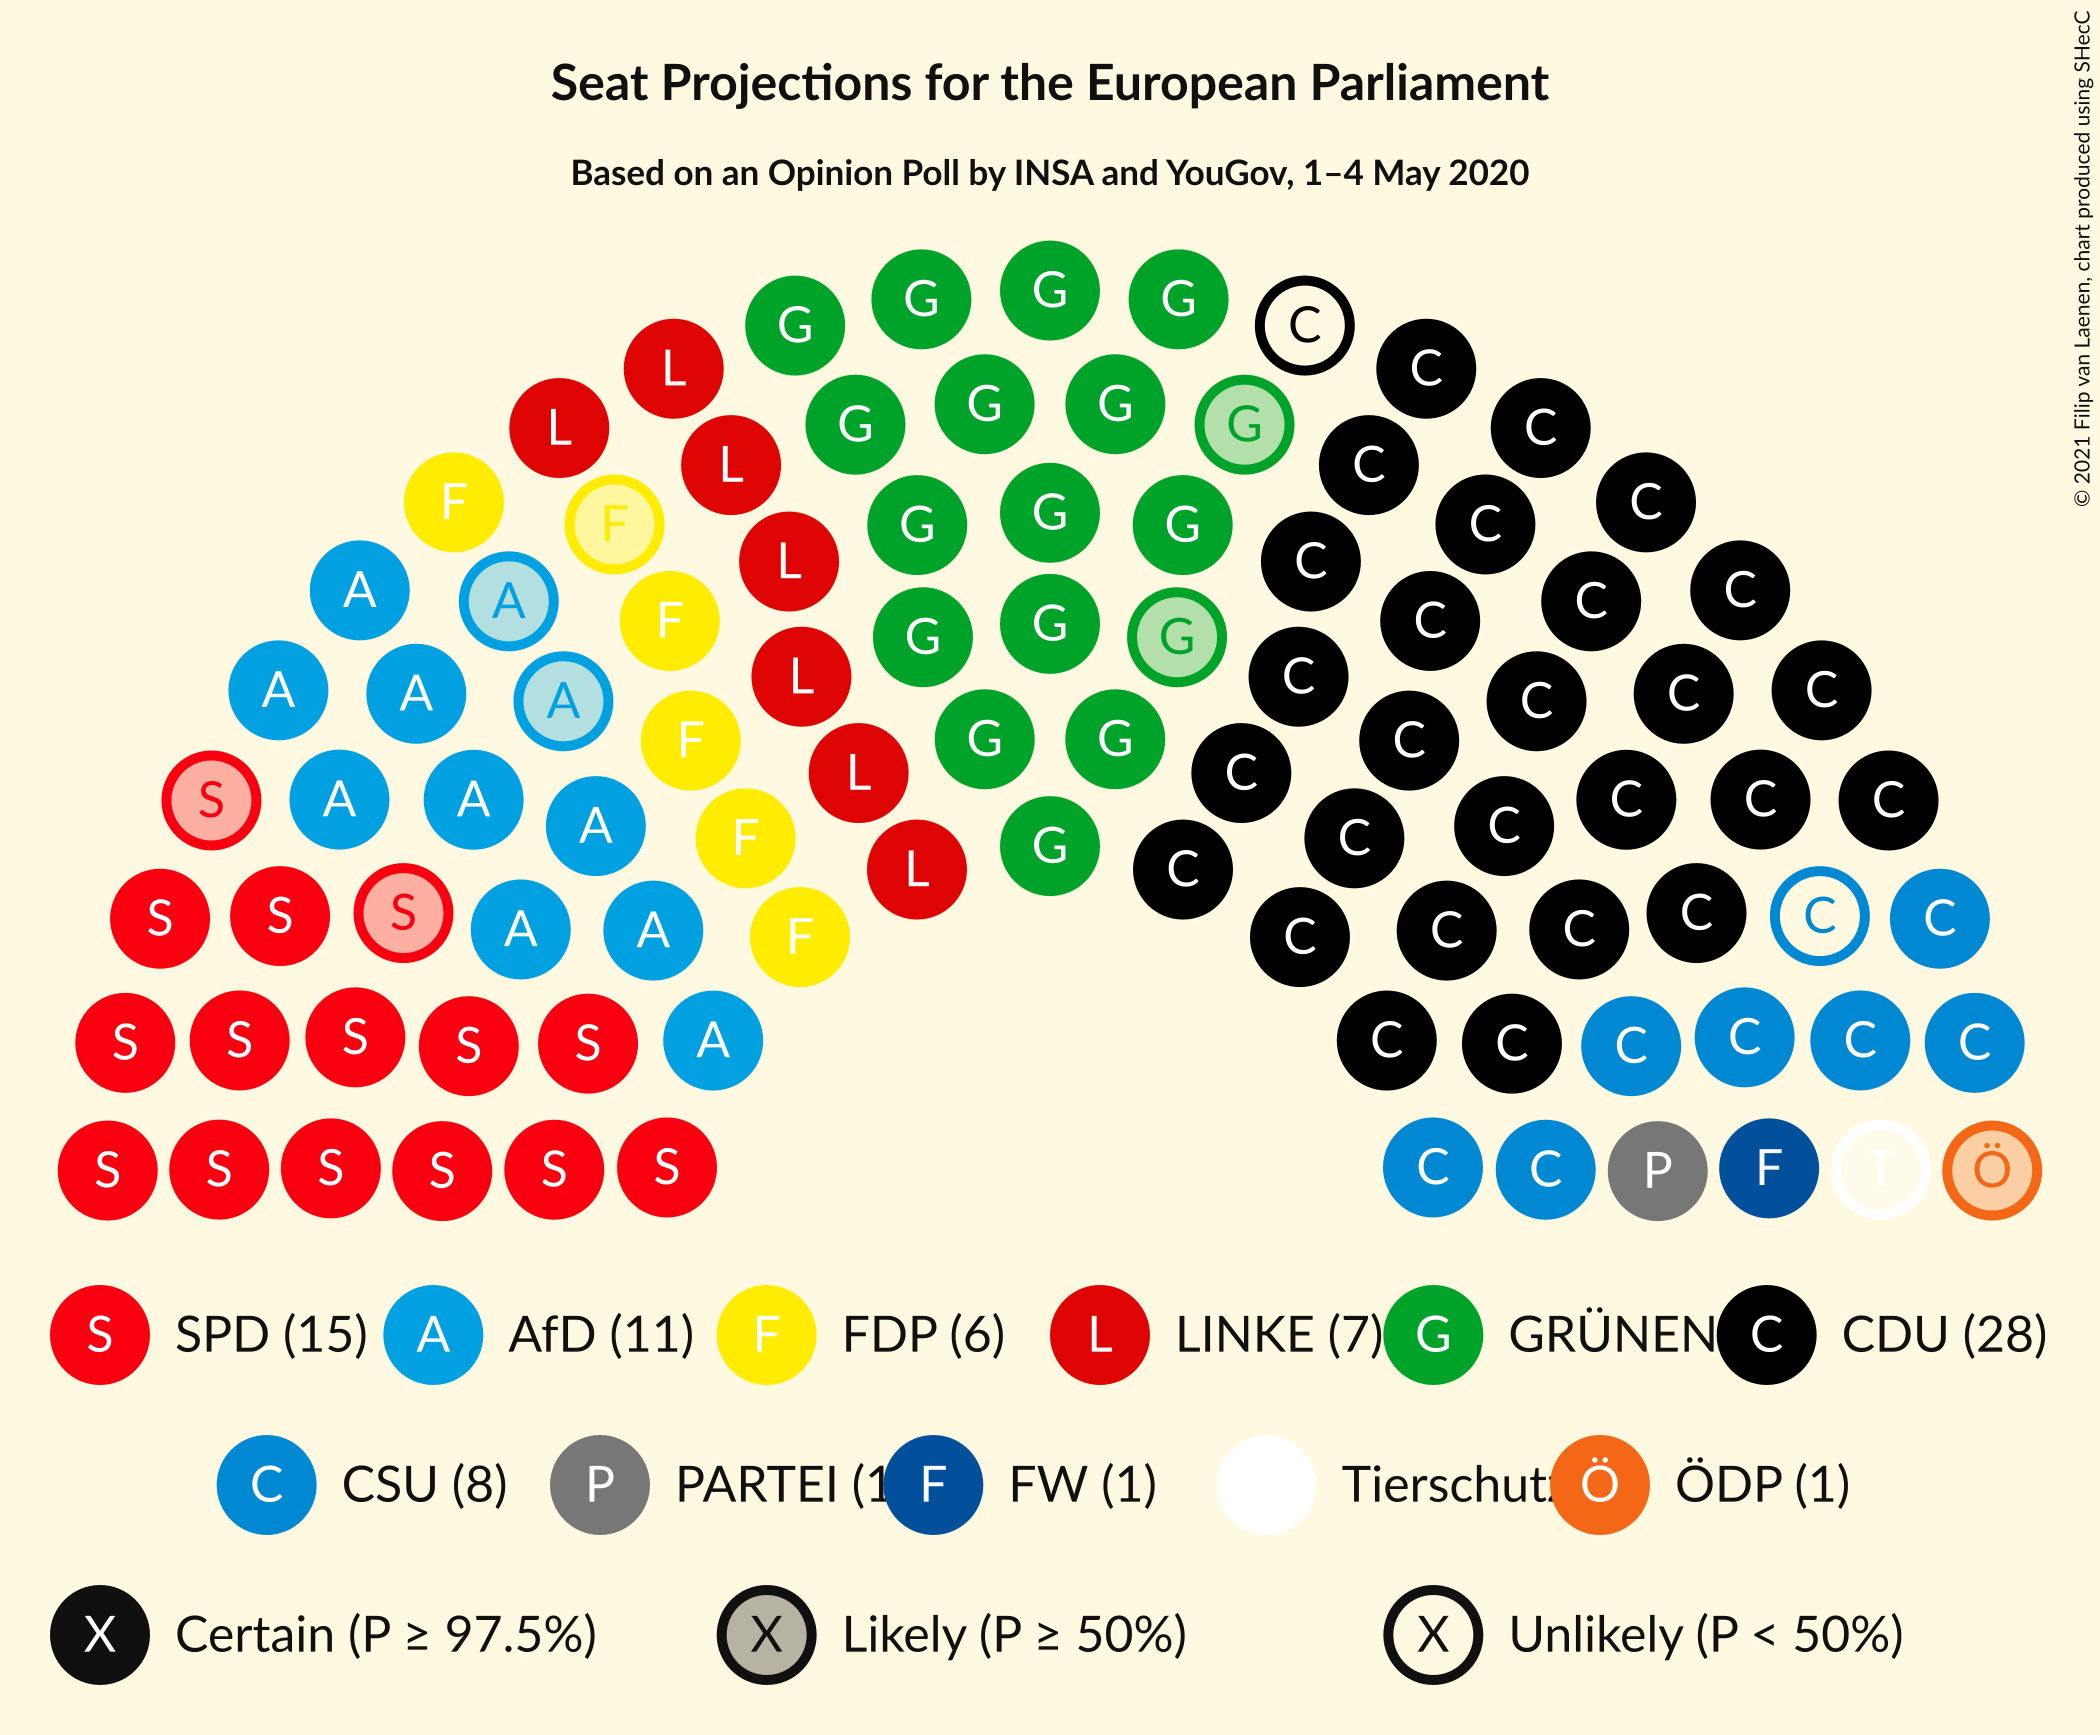 Seat Projections for the European Parliament
Based on an Opinion Poll by INSA and YouGov, 1–4 May 2020
© 2021 Filip van Laenen, chart produced using SHecC
G G G G C
L C
L G G G G C
L C
F F G G G C C
L C
A A C C
F G G G C
A A A L C C C C
F G G C
L C
S A A A F C C C C C
L G C
S S S A A F C C C C C C
S S S S S A C C C C C C
S S S S S S C C P F T Ö
S SPD (15) A AfD (11) F FDP (6) L LINKE (7) G GRÜNEN C CDU (28)
C CSU (8) P PARTEI (1 F FW (1) Tierschutz Ö ÖDP (1)
X Certain (P ≥ 97.5%) X Likely (P ≥ 50%) X Unlikely (P < 50%)